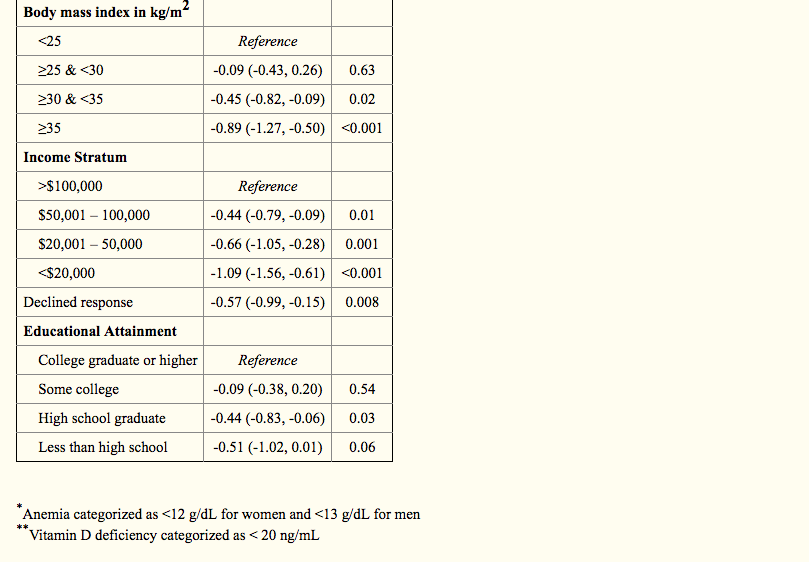 Body mass index in kg/m2
<25 Reference
≥25 & <30 -0.09 (-0.43, 0.26) 0.63
≥30 & <35 -0.45 (-0.82, -0.09) 0.02
≥35 -0.89 (-1.27, -0.50) <0.001
Income Stratum
>$100,000 Reference
$50,001 – 100,000 -0.44 (-0.79, -0.09) 0.01
$20,001 – 50,000 -0.66 (-1.05, -0.28) 0.001
<$20,000 -1.09 (-1.56, -0.61) <0.001
Declined response -0.57 (-0.99, -0.15) 0.008
Educational Attainment
College graduate or higher Reference
Some college -0.09 (-0.38, 0.20) 0.54
High school graduate -0.44 (-0.83, -0.06) 0.03
Less than high school -0.51 (-1.02, 0.01) 0.06
*Anemia categorized as <12 g/dL for women and <13 g/dL for men
**Vitamin D deficiency categorized as < 20 ng/mL